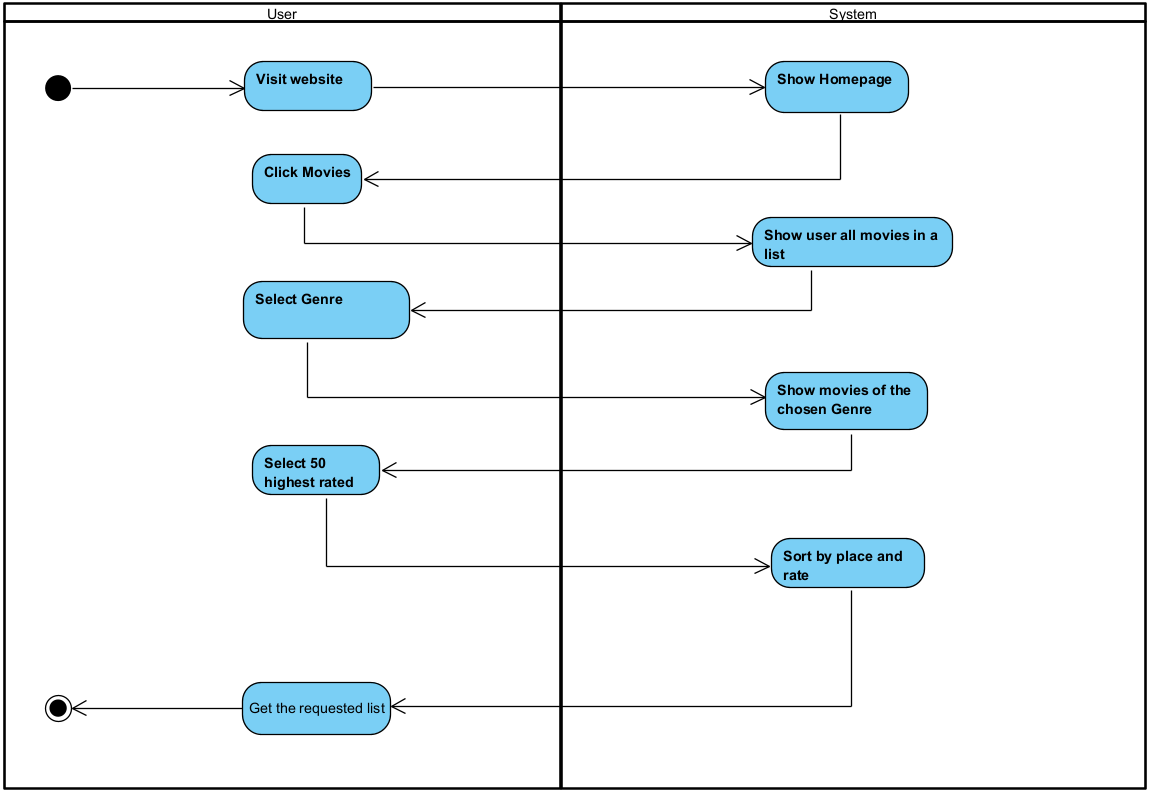 User
System
Visit website
Show Homepage
Click Movies
Show user all movies in a
list
Select Genre
Show movies of the
chosen Genre
Select 50
highest rated
Sort by place and
rate
Get the requested list